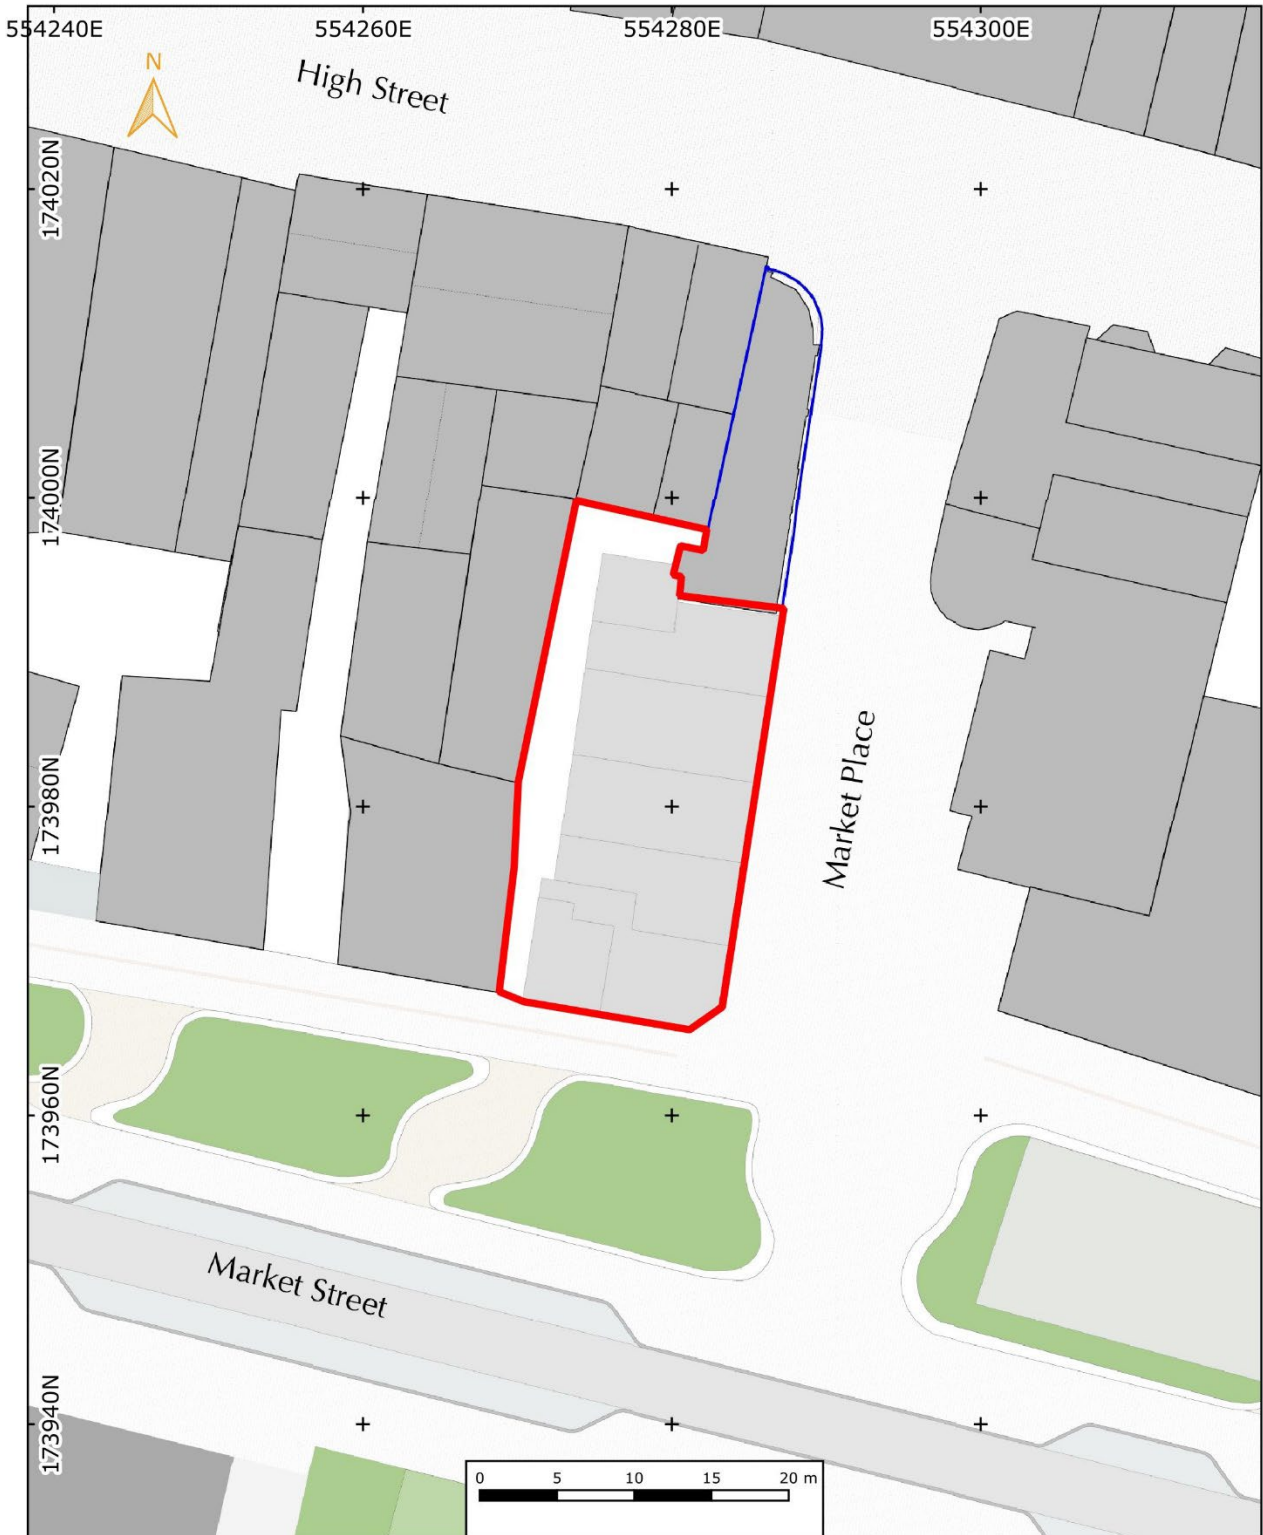 554240E 554260E 554280E 554300E
N
High Street
174020N
174000N
Market Place
173980N
173960N
Market Street
173940N
0 5 10 15 20 m